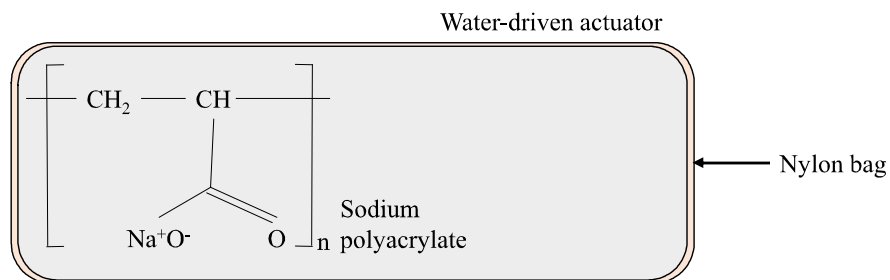 Water-driven actuator
CH₂ CH
Nylon bag
Sodium
Na⁺O⁻ O n polyacrylate